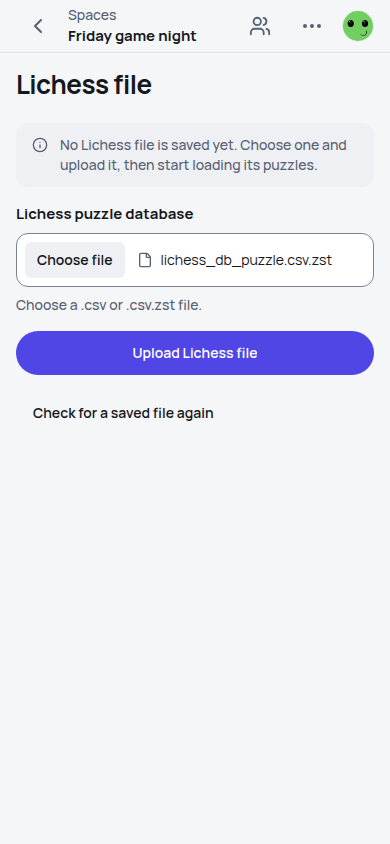 Spaces
Friday game night
Lichess file
No Lichess file is saved yet. Choose one and
upload it, then start loading its puzzles.
Lichess puzzle database
Choose file lichess_db_puzzle.csv.zst
Choose a .csv or .csv.zst file.
Upload Lichess file
Check for a saved file again